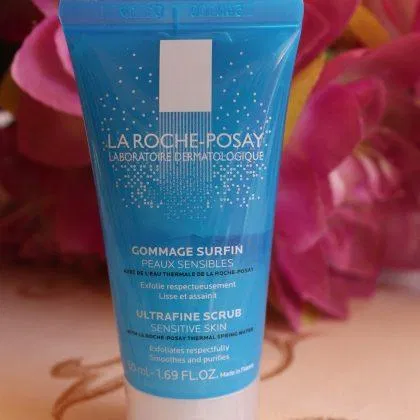 LA ROCHE-POSAY
LABORATOIRE DERMATOLOGIQUE
GOMMAGE SURFIN
PEAUX SENSIBLES
AVEC DE L'EAU THERMALE DE LA ROCHE-POSAY
Exfolie respectueusement
Lisse et assainit
ULTRAFINE SCRUB
SENSITIVE SKIN
WITH LA ROCHE-POSAY THERMAL SPRING WATER
Exfoliates respectfully
Smoothes and purifies
50 mL - 1.69 FL.OZ. Made in France